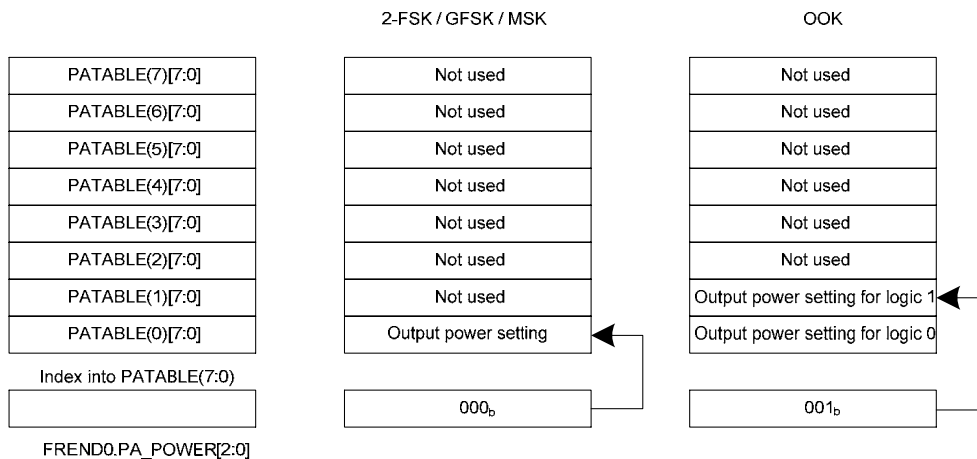 2-FSK / GFSK / MSK
OOK
PATABLE(7)[7:0]
Not used
Not used
PATABLE(6)[7:0]
Not used
Not used
PATABLE(5)[7:0]
Not used
Not used
PATABLE(4)[7:0]
Not used
Not used
PATABLE(3)[7:0]
Not used
Not used
PATABLE(2)[7:0]
Not used
Not used
PATABLE(1)[7:0]
Not used
Output power setting for logic 1
PATABLE(0)[7:0]
Output power setting
Output power setting for logic 0
Index into PATABLE(7:0)
000b
001b
FREND0.PA_POWER[2:0]